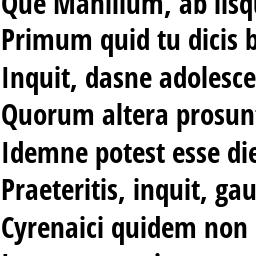 Que Manilium, ab iisqu
Primum quid tu dicis b
Inquit, dasne adolesce
Quorum altera prosunt
Idemne potest esse die
Praeteritis, inquit, gau
Cyrenaici quidem non